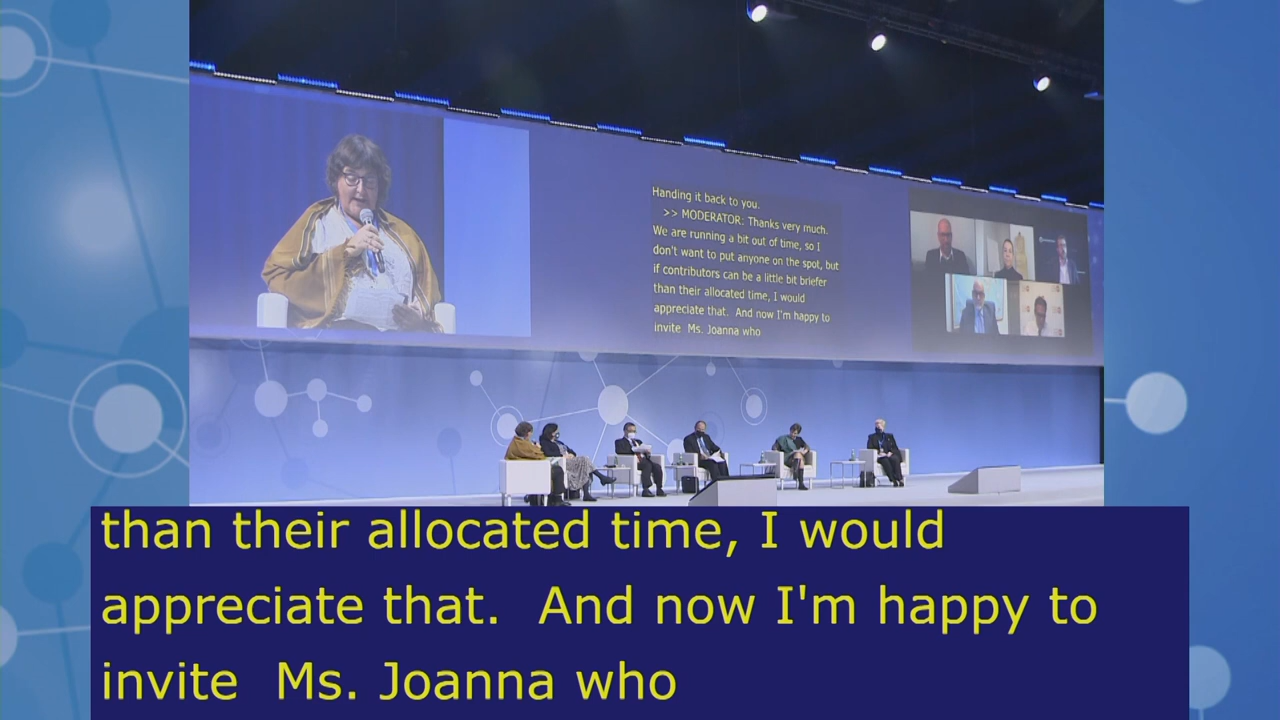 Handing it back to you.
>> MODERATOR: Thanks very much.
We are running a bit out of time, so I
don't want to put anyone on the spot, but
if contributors can be a little bit briefer
than their allocated time, I would
appreciate that. And now I'm happy to
invite Ms. Joanna who
than their allocated time, I would
appreciate that. And now I'm happy to
invite Ms. Joanna who